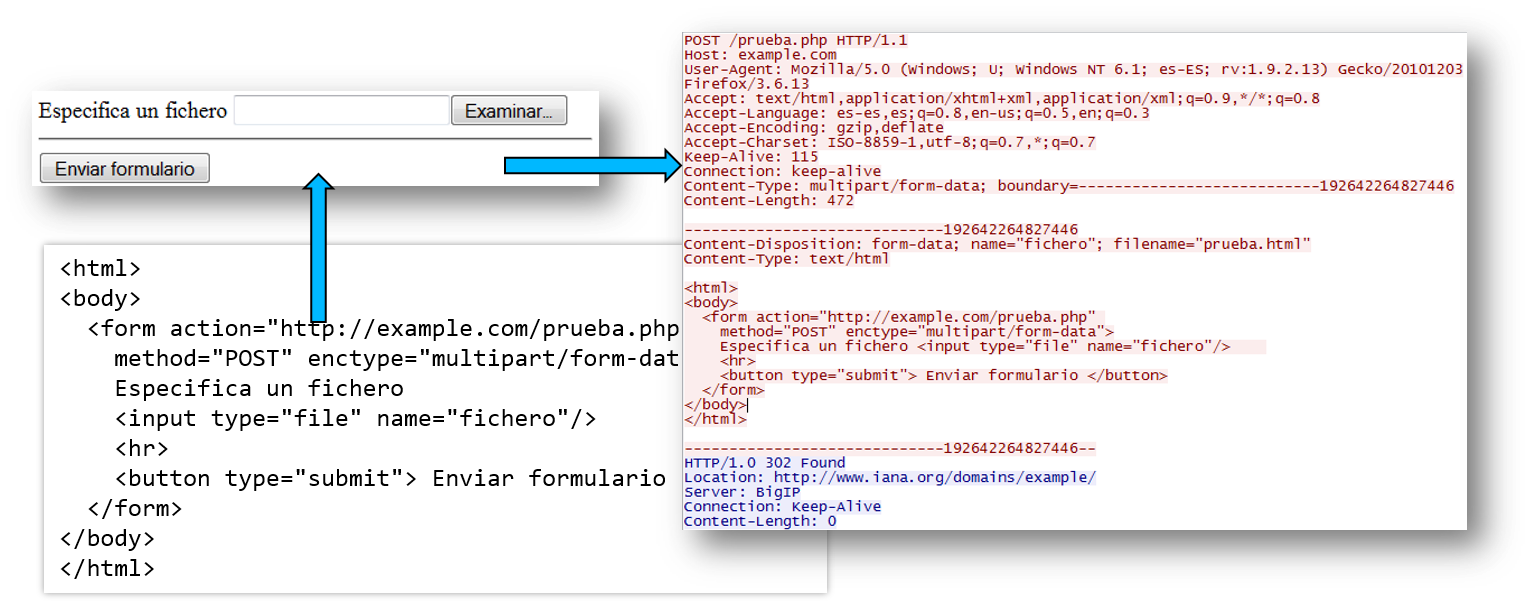 Especifica un fichero
Examinar...
Enviar formulario
<html>
<body>
<form action="http://example.com/prueba.php
method="POST" enctype="multipart/form-dat
Especifica un fichero
<input type="file" name="fichero"/>
<hr>
<button type="submit"> Enviar formulario
</form>
</body>
</html>
POST /prueba.php HTTP/1.1
Host: example.com
User-Agent: Mozilla/5.0 (Windows; U; Windows NT 6.1; es-ES; rv:1.9.2.13) Gecko/20101203
Firefox/3.6.13
Accept: text/html,application/xhtml+xml,application/xml;q=0.9,*/*;q=0.8
Accept-Language: es-es,es;q=0.8,en-us;q=0.5,en;q=0.3
Accept-Encoding: gzip,deflate
Accept-Charset: ISO-8859-1,utf-8;q=0.7,*;q=0.7
Keep-Alive: 115
Connection: keep-alive
Content-Type: multipart/form-data; boundary=---------------------------192642264827446
Content-Length: 472
-----------------------------192642264827446
Content-Disposition: form-data; name="fichero"; filename="prueba.html"
Content-Type: text/html
<html>
<body>
<form action="http://example.com/prueba.php"
method="POST" enctype="multipart/form-data">
Especifica un fichero <input type="file" name="fichero"/>
<hr>
<button type="submit"> Enviar formulario </button>
</form>
</body>
</html>
-----------------------------192642264827446--
HTTP/1.0 302 Found
Location: http://www.iana.org/domains/example/
Server: BigIP
Connection: Keep-Alive
Content-Length: 0